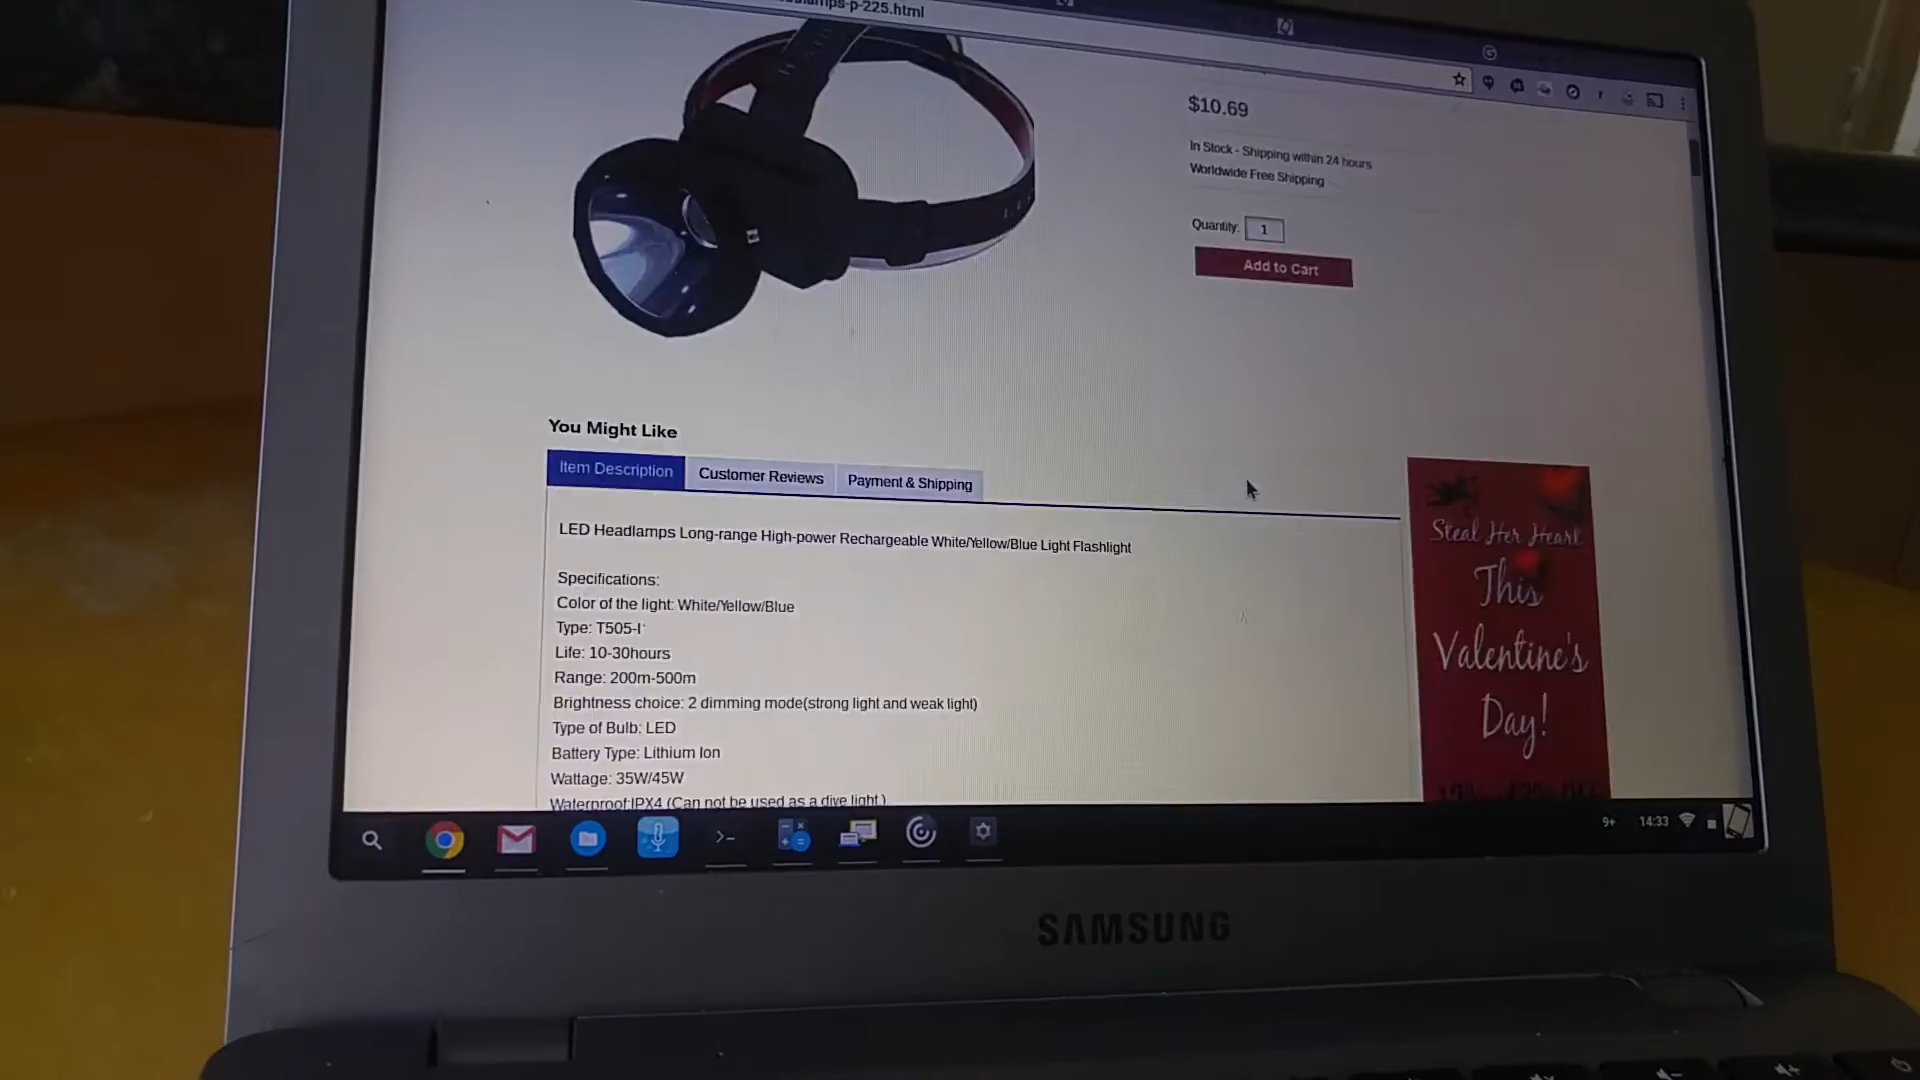 p-225.html
$10.69
In Stock - Shipping within 24 hours
Worldwide Free Shipping
Quantity: 1
Add to Cart
You Might Like
Item Description
Customer Reviews
Payment & Shipping
LED Headlamps Long-range High-power Rechargeable White/Yellow/Blue Light Flashlight
Specifications:
Color of the light: White/Yellow/Blue
Type: T505-I
Life: 10-30hours
Range: 200m-500m
Brightness choice: 2 dimming mode(strong light and weak light)
Type of Bulb: LED
Battery Type: Lithium Ion
Wattage: 35W/45W
Waterproof:IPX4 (Can not be used as a dive light.)
Steal Her Heart
This
Valentine's
Day!
9+ 14:33
SAMSUNG